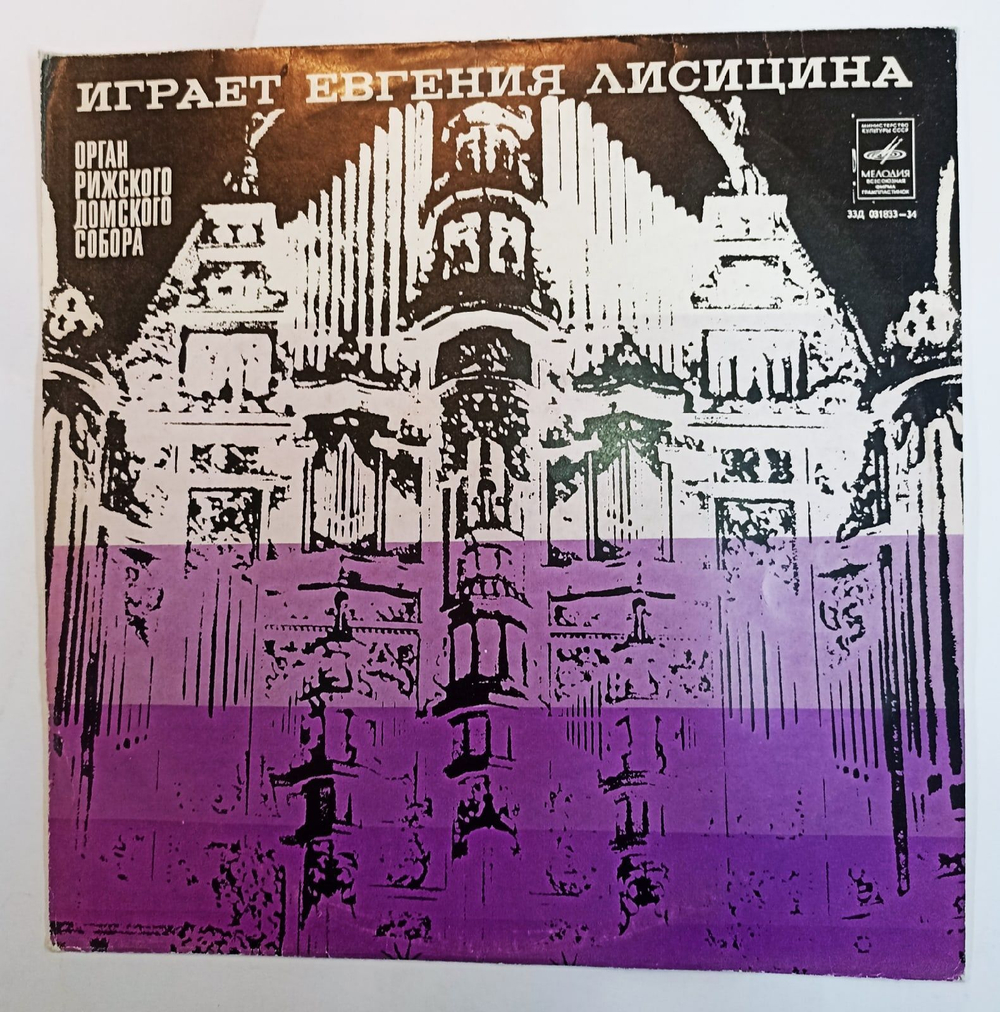 ИГРАЕТ ЕВГЕНИЯ ЛИСИЦИНА
ОРГАН
РИЖСКОГО
ДОМСКОГО
СОБОРА
МИНИСТЕРСТВО
КУЛЬТУРЫ СССР
МЕЛОДИЯ
ВСЕСОЮЗНАЯ
ФИРМА
ГРАМПЛАСТИНОК
33Д 031833—34